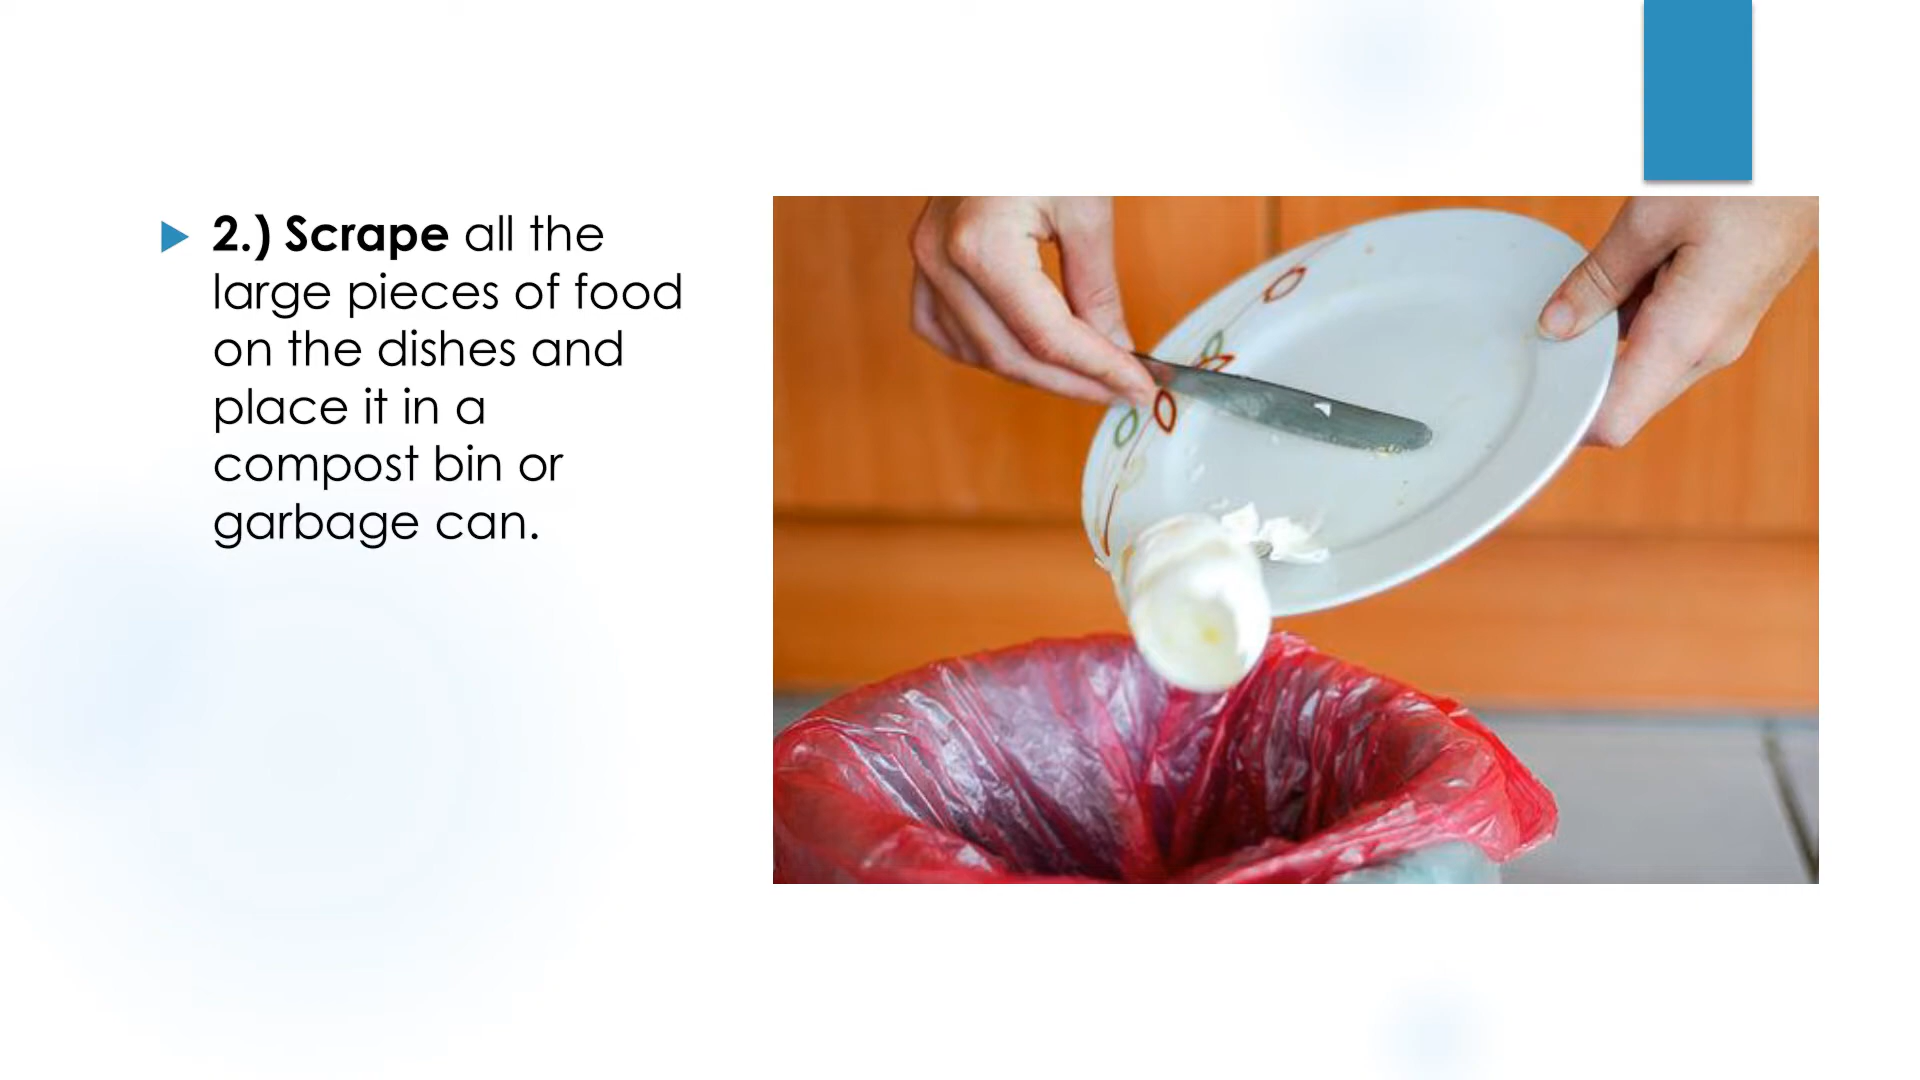 2.) Scrape all the
large pieces of food
on the dishes and
place it in a
compost bin or
garbage can.